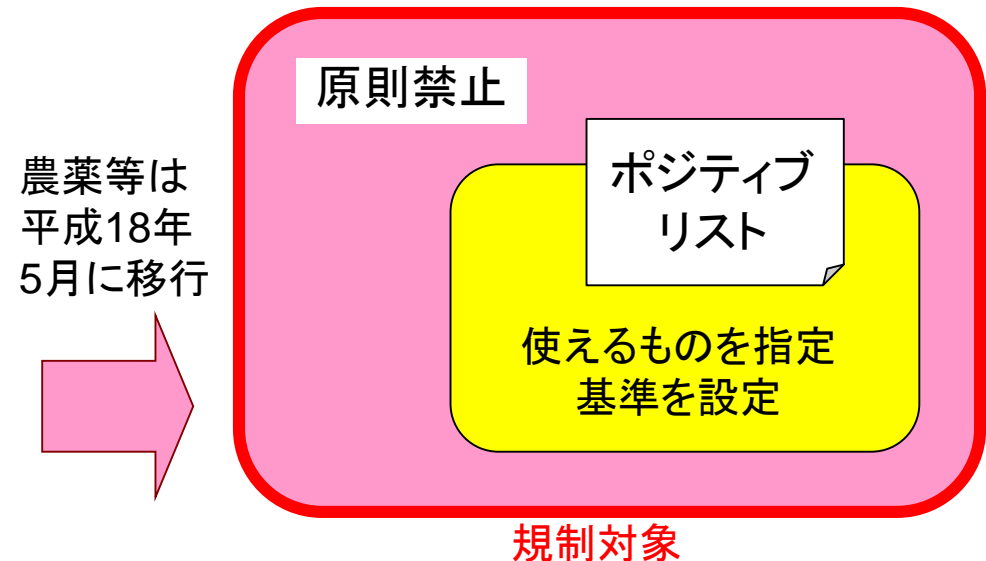 原則禁止
農薬等は
平成18年
5月に移行
ポジティブ
リスト
使えるものを指定
基準を設定
規制対象